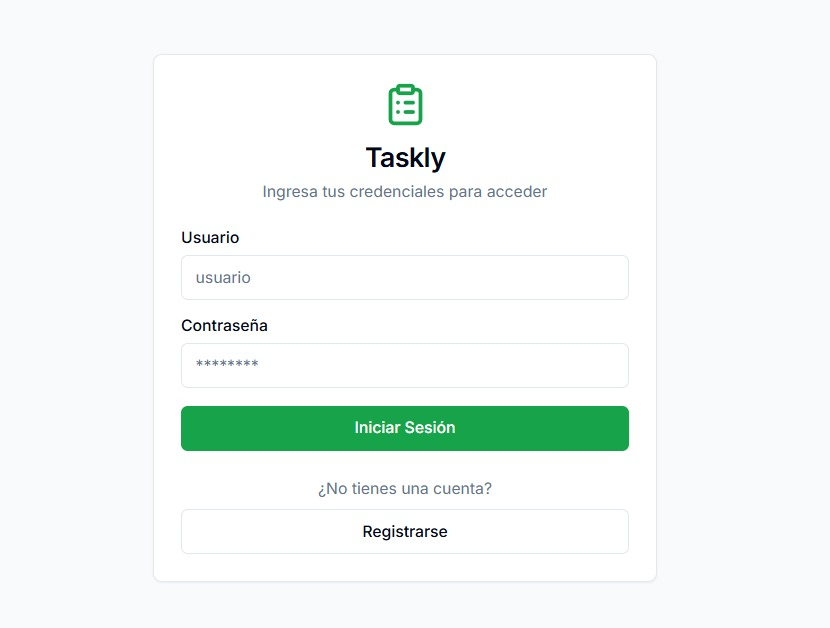 Taskly
Ingresa tus credenciales para acceder
Usuario
usuario
Contraseña
********
Iniciar Sesión
¿No tienes una cuenta?
Registrarse